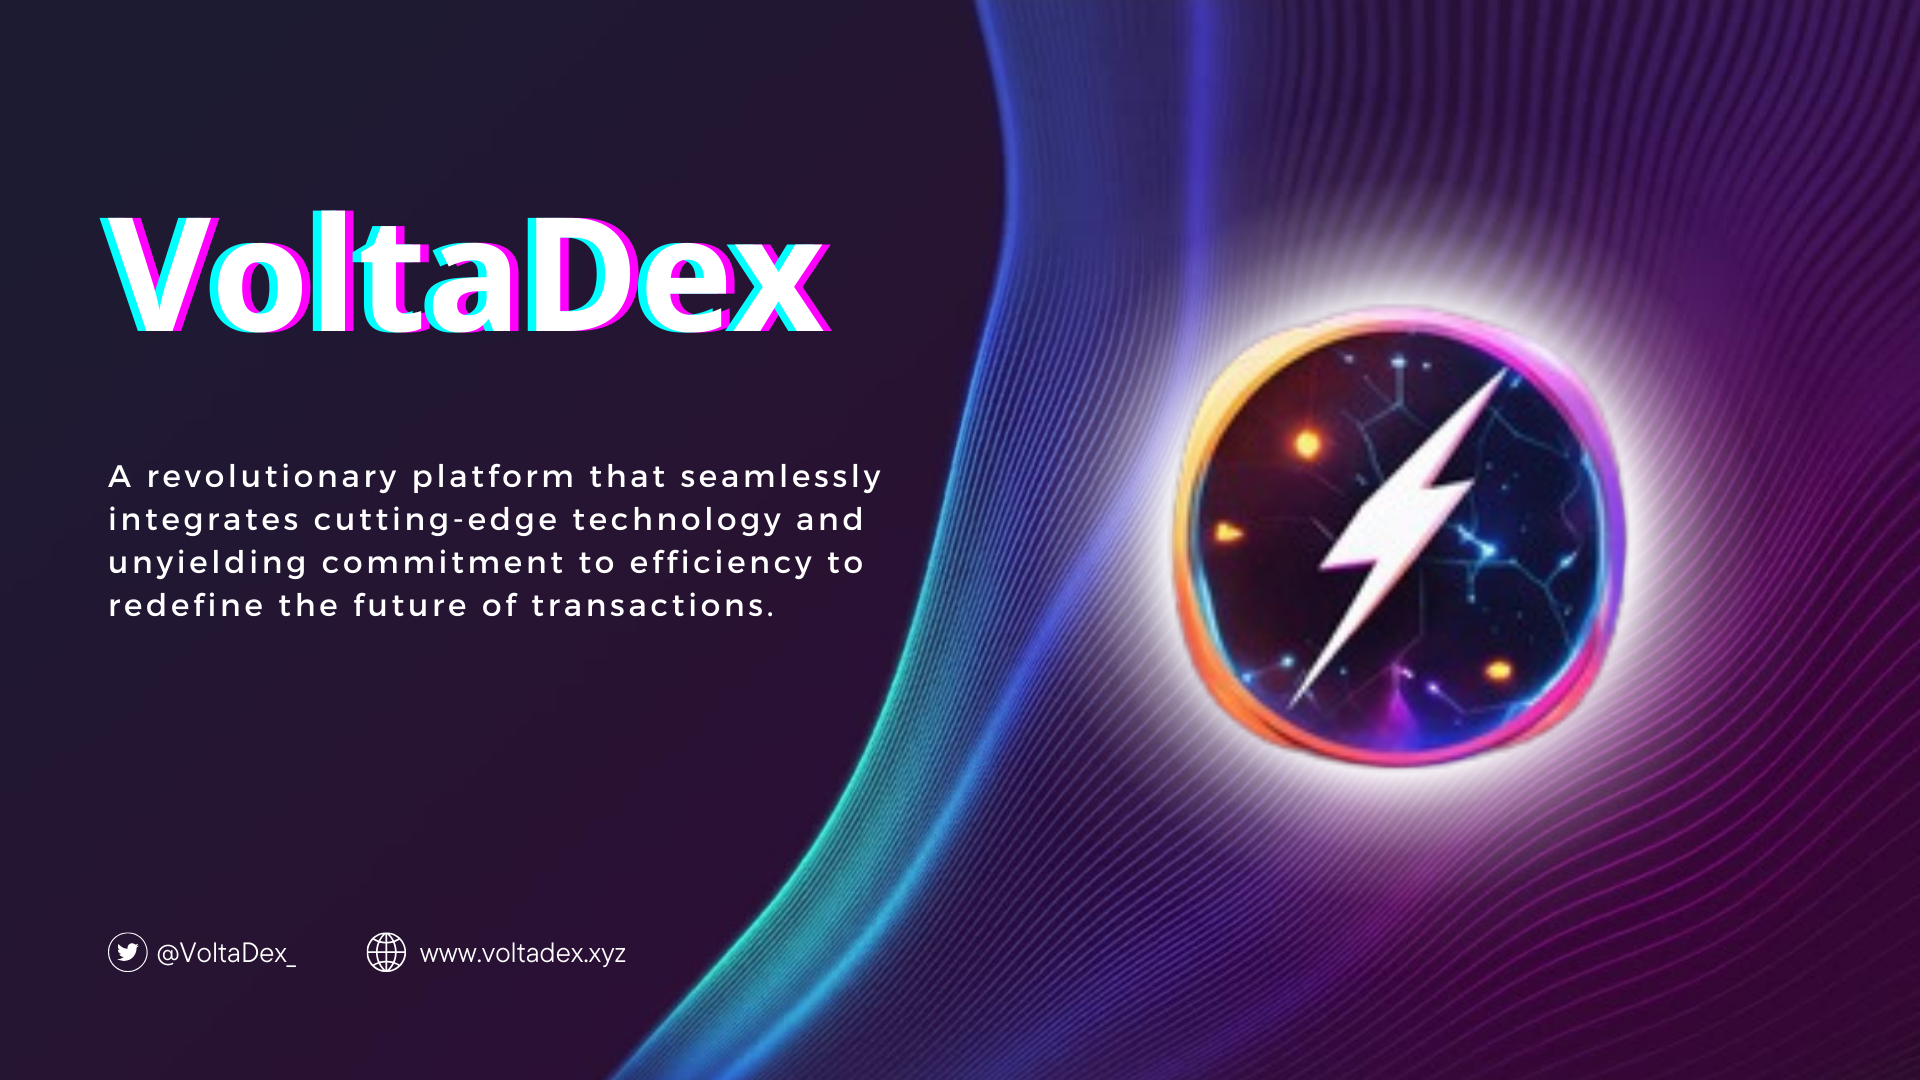 VoltaDex
A revolutionary platform that seamlessly
integrates cutting-edge technology and
unyielding commitment to efficiency to
redefine the future of transactions.
@VoltaDex_
www.voltadex.xyz